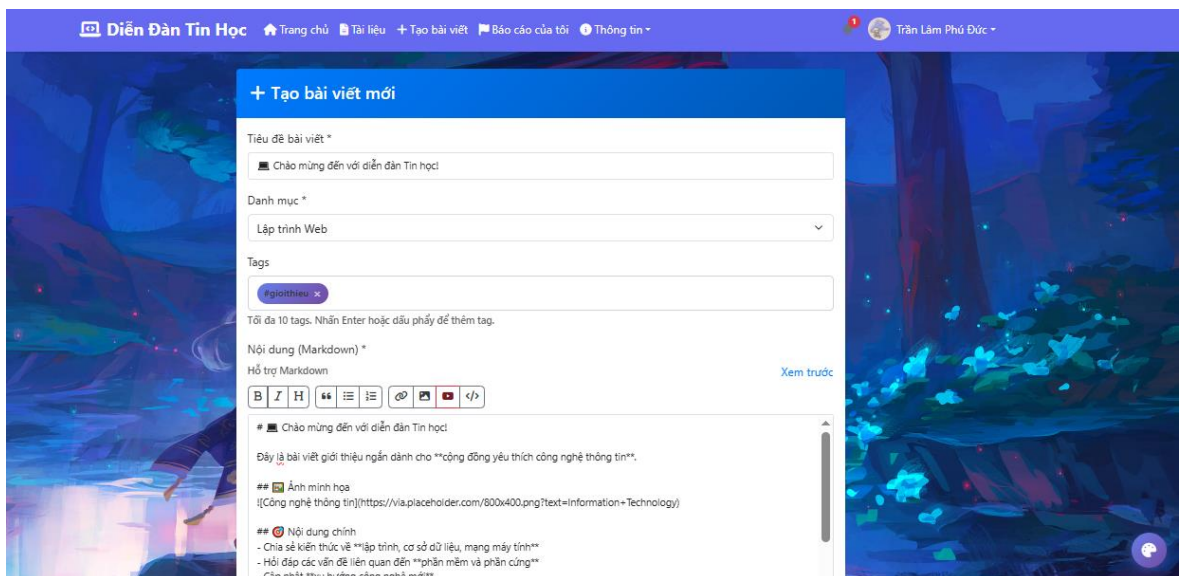 Diễn Đàn Tin Học Trang chủ Tài liệu + Tạo bài viết Báo cáo của tôi Thông tin 1 Trần Lâm Phú Đức
+ Tạo bài viết mới
Tiêu đề bài viết *
💻 Chào mừng đến với diễn đàn Tin học!
Danh mục *
Lập trình Web
Tags
#gioithieu ×
Tối đa 10 tags. Nhấn Enter hoặc dấu phẩy để thêm tag.
Nội dung (Markdown) *
Hỗ trợ Markdown Xem trước
B I H
# 💻 Chào mừng đến với diễn đàn Tin học!
Đây là bài viết giới thiệu ngắn dành cho **cộng đồng yêu thích công nghệ thông tin**.
## 🖼️ Ảnh minh họa
![Công nghệ thông tin](https://via.placeholder.com/800x400.png?text=Information+Technology)
## 🎯 Nội dung chính
- Chia sẻ kiến thức về **lập trình, cơ sở dữ liệu, mạng máy tính**
- Hỏi đáp các vấn đề liên quan đến **phần mềm và phần cứng**
- Cập nhật **xu hướng công nghệ mới**